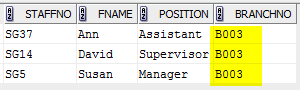 STAFFNO FNAME POSITION BRANCHNO
SG37 Ann Assistant B003
SG14 David Supervisor B003
SG5 Susan Manager B003